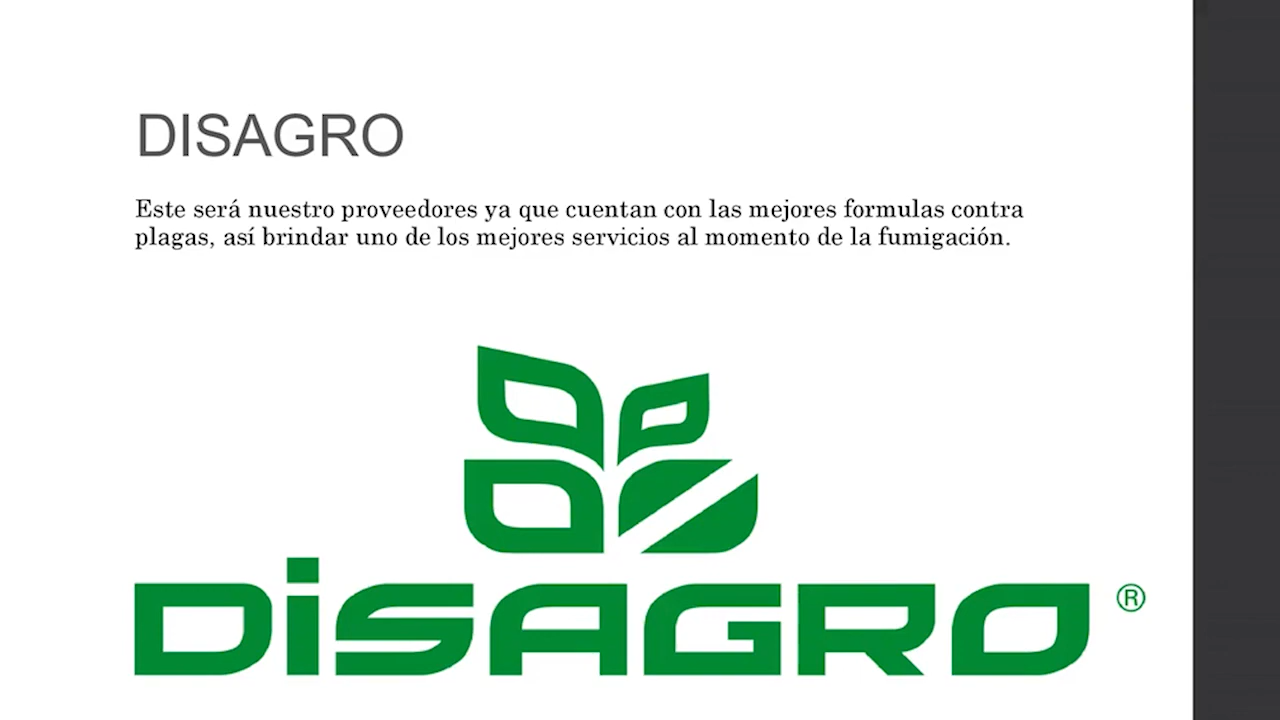 DISAGRO
Este será nuestro proveedores ya que cuentan con las mejores formulas contra
plagas, así brindar uno de los mejores servicios al momento de la fumigación.
DiSAGRO ®